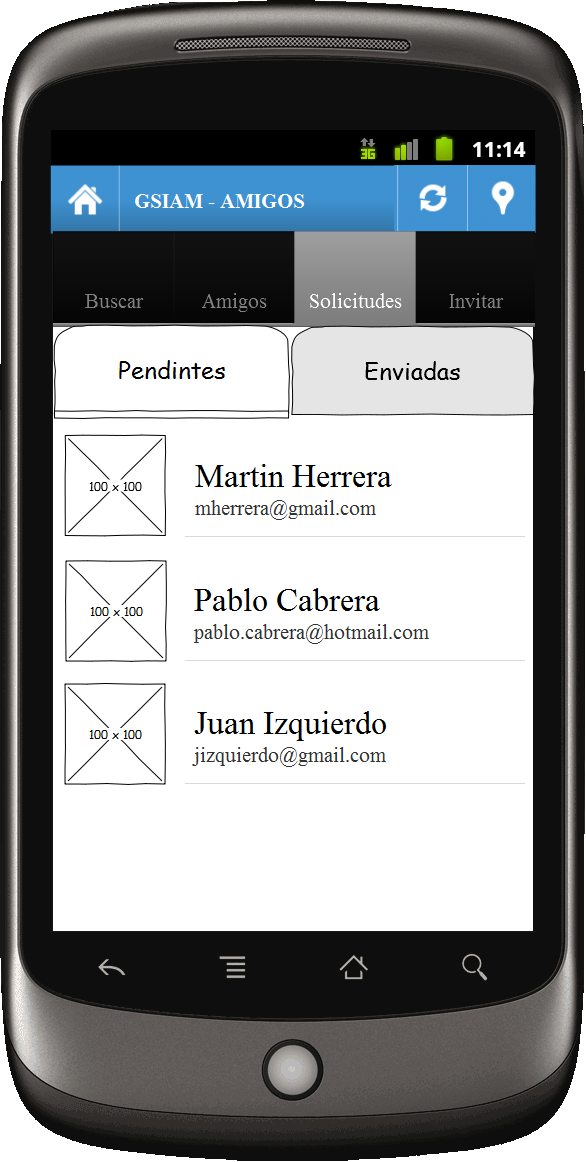 3G 11:14
GSIAM - AMIGOS
Buscar Amigos Solicitudes Invitar
Pendintes Enviadas
100 x 100
Martin Herrera
mherrera@gmail.com
100 x 100
Pablo Cabrera
pablo.cabrera@hotmail.com
100 x 100
Juan Izquierdo
jizquierdo@gmail.com